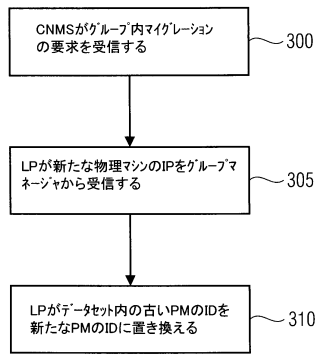 CNMSがｸﾞﾙｰﾌﾟ内ﾏｲｸﾞﾚｰｼｮﾝ
の要求を受信する
300
LPが新たな物理マシンのIPをｸﾞﾙｰﾌﾟﾏ
ﾈｰｼﾞｬから受信する
305
LPがﾃﾞｰﾀｾｯﾄ内の古いPMのIDを
新たなPMのIDに置き換える
310